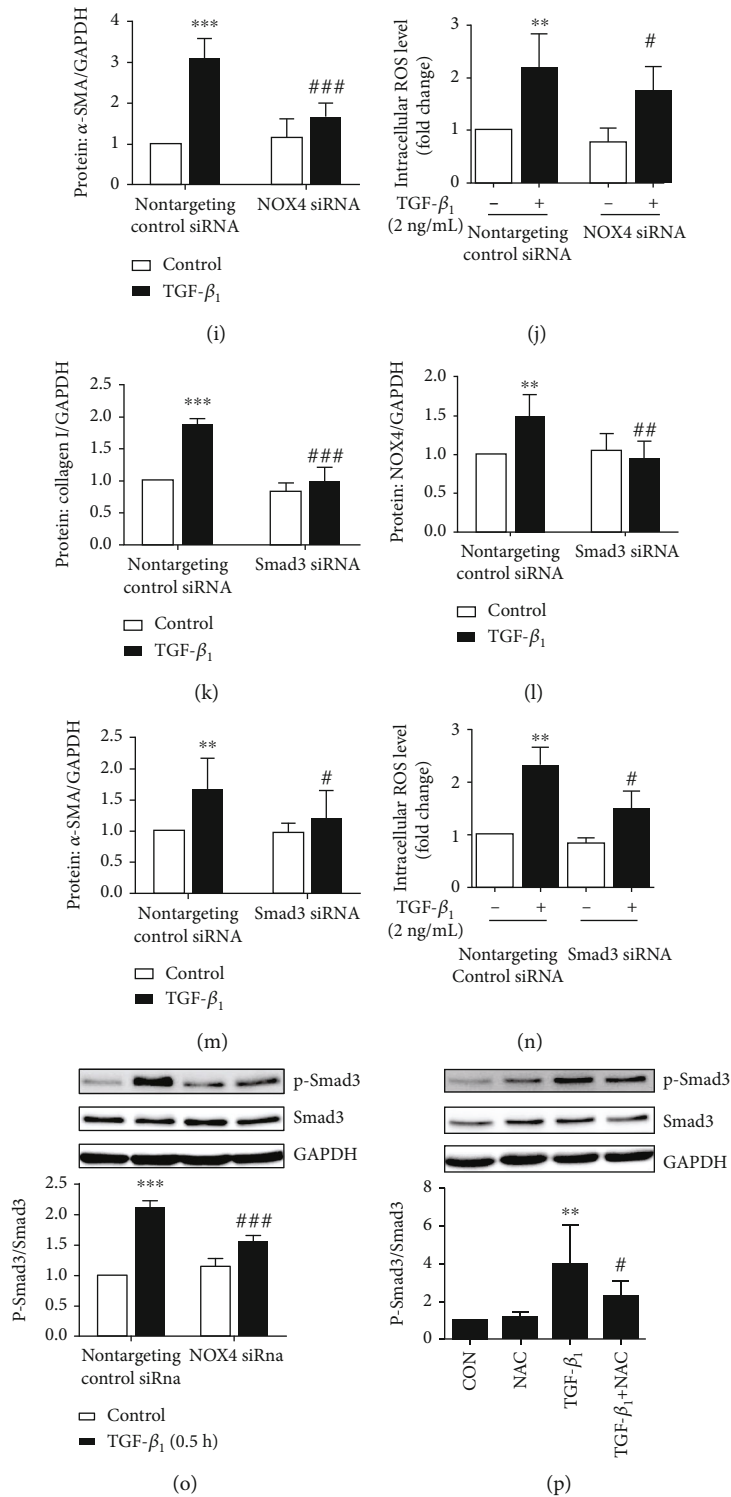 Protein: α-SMA/GAPDH
4
3
2
1
0
***
###
Nontargeting
control siRNA
NOX4 siRNA
Control
TGF-β1
(i)
Intracellular ROS level
(fold change)
3
2
1
0
**
#
TGF-β1
(2 ng/mL)
− + − +
Nontargeting
control siRNA
NOX4 siRNA
(j)
Protein: collagen I/GAPDH
2.5
2.0
1.5
1.0
0.5
0.0
***
###
Nontargeting
control siRNA
Smad3 siRNA
Control
TGF-β1
(k)
Protein: NOX4/GAPDH
2.0
1.5
1.0
0.5
0.0
**
##
Nontargeting
control siRNA
Smad3 siRNA
Control
TGF-β1
(l)
Protein: α-SMA/GAPDH
2.5
2.0
1.5
1.0
0.5
0.0
**
#
Nontargeting
control siRNA
Smad3 siRNA
Control
TGF-β1
(m)
Intracellular ROS level
(fold change)
3
2
1
0
**
#
TGF-β1
(2 ng/mL)
− + − +
Nontargeting
Control siRNA
Smad3 siRNA
(n)
p-Smad3
Smad3
GAPDH
P-Smad3/Smad3
2.5
2.0
1.5
1.0
0.5
0.0
***
###
Nontargeting
control siRna
NOX4 siRna
Control
TGF-β1 (0.5 h)
(o)
p-Smad3
Smad3
GAPDH
P-Smad3/Smad3
8
6
4
2
0
**
#
CON
NAC
TGF-β1
TGF-β1+NAC
(p)